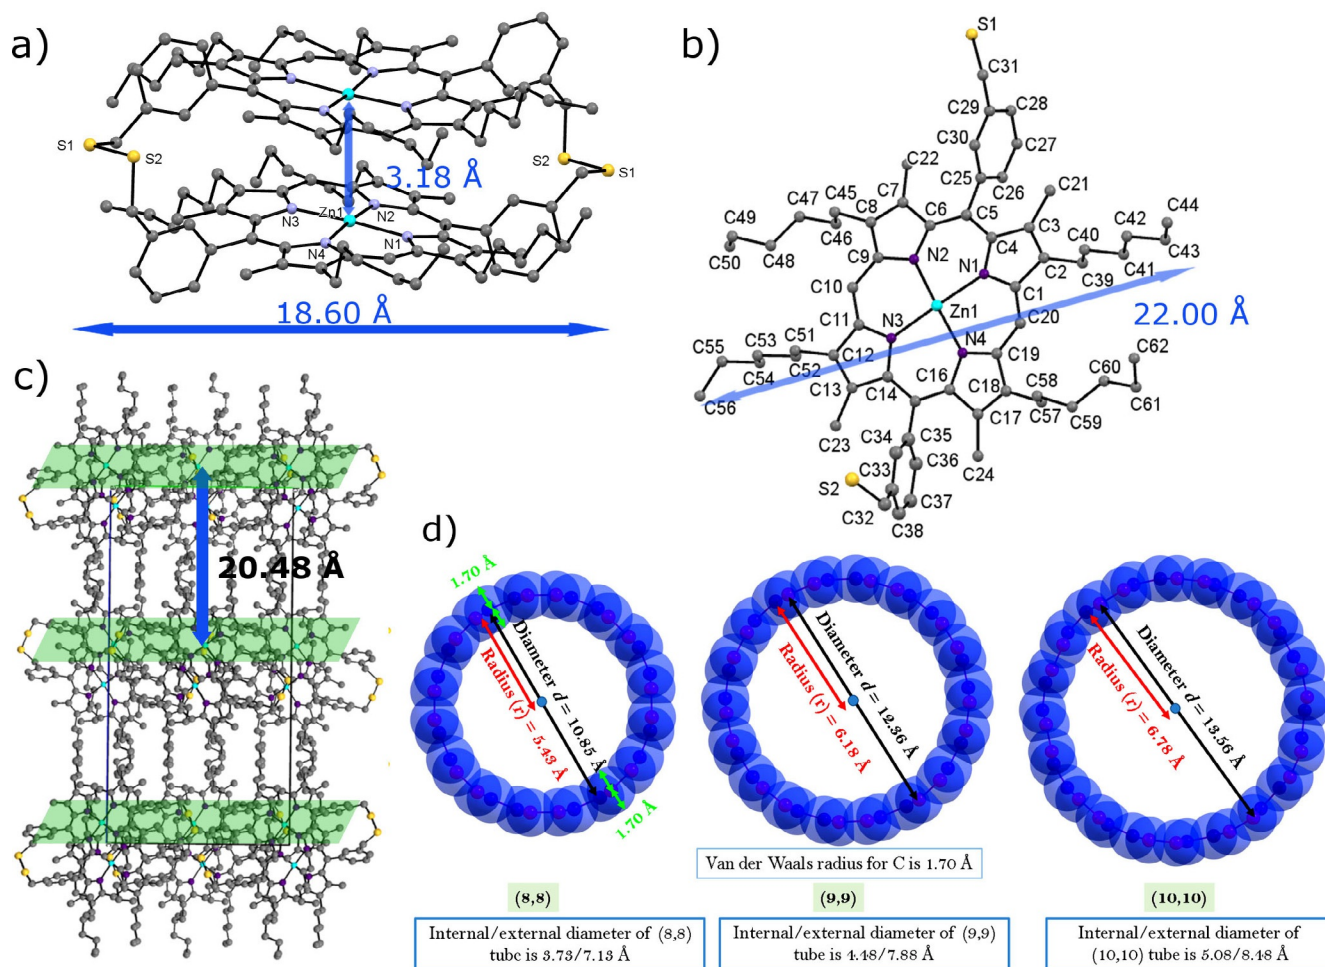 a)
S1
S2
S2
S1
3.18 Å
Zn1
N2
N3
N1
N4
18.60 Å
b)
S1
C31
C29
C28
C30
C27
C22
C25
C26
C21
C47
C45
C7
C6
C5
C3
C42
C44
C49
C8
C4
C40
C46
N2
C2
C43
C50
C48
C9
N1
C39
C41
C10
C1
Zn1
22.00 Å
C11
N3
C20
C51
N4
C53
C19
C62
C55
C12
C16
C60
C52
C54
C18
C58
C13
C14
C61
C56
C17
C57
C59
C23
C34
C35
C24
C33
C36
S2
C37
C32
C38
c)
20.48 Å
d)
1.70 Å
Diameter d = 10.85 Å
Radius (r) = 5.43 Å
1.70 Å
Diameter d = 12.36 Å
Radius (r) = 6.18 Å
Diameter d = 13.56 Å
Radius (r) = 6.78 Å
Van der Waals radius for C is 1.70 Å
(8,8)
(9,9)
(10,10)
Internal/external diameter of (8,8)
tube is 3.73/7.13 Å
Internal/external diameter of (9,9)
tube is 4.48/7.88 Å
Internal/external diameter of
(10,10) tube is 5.08/8.48 Å